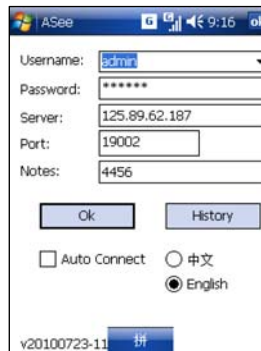 ASee G 9:16 ok
Username: admin
Password: ******
Server: 125.89.62.187
Port: 19002
Notes: 4456
Ok History
Auto Connect 中文
English
v20100723-11 拼